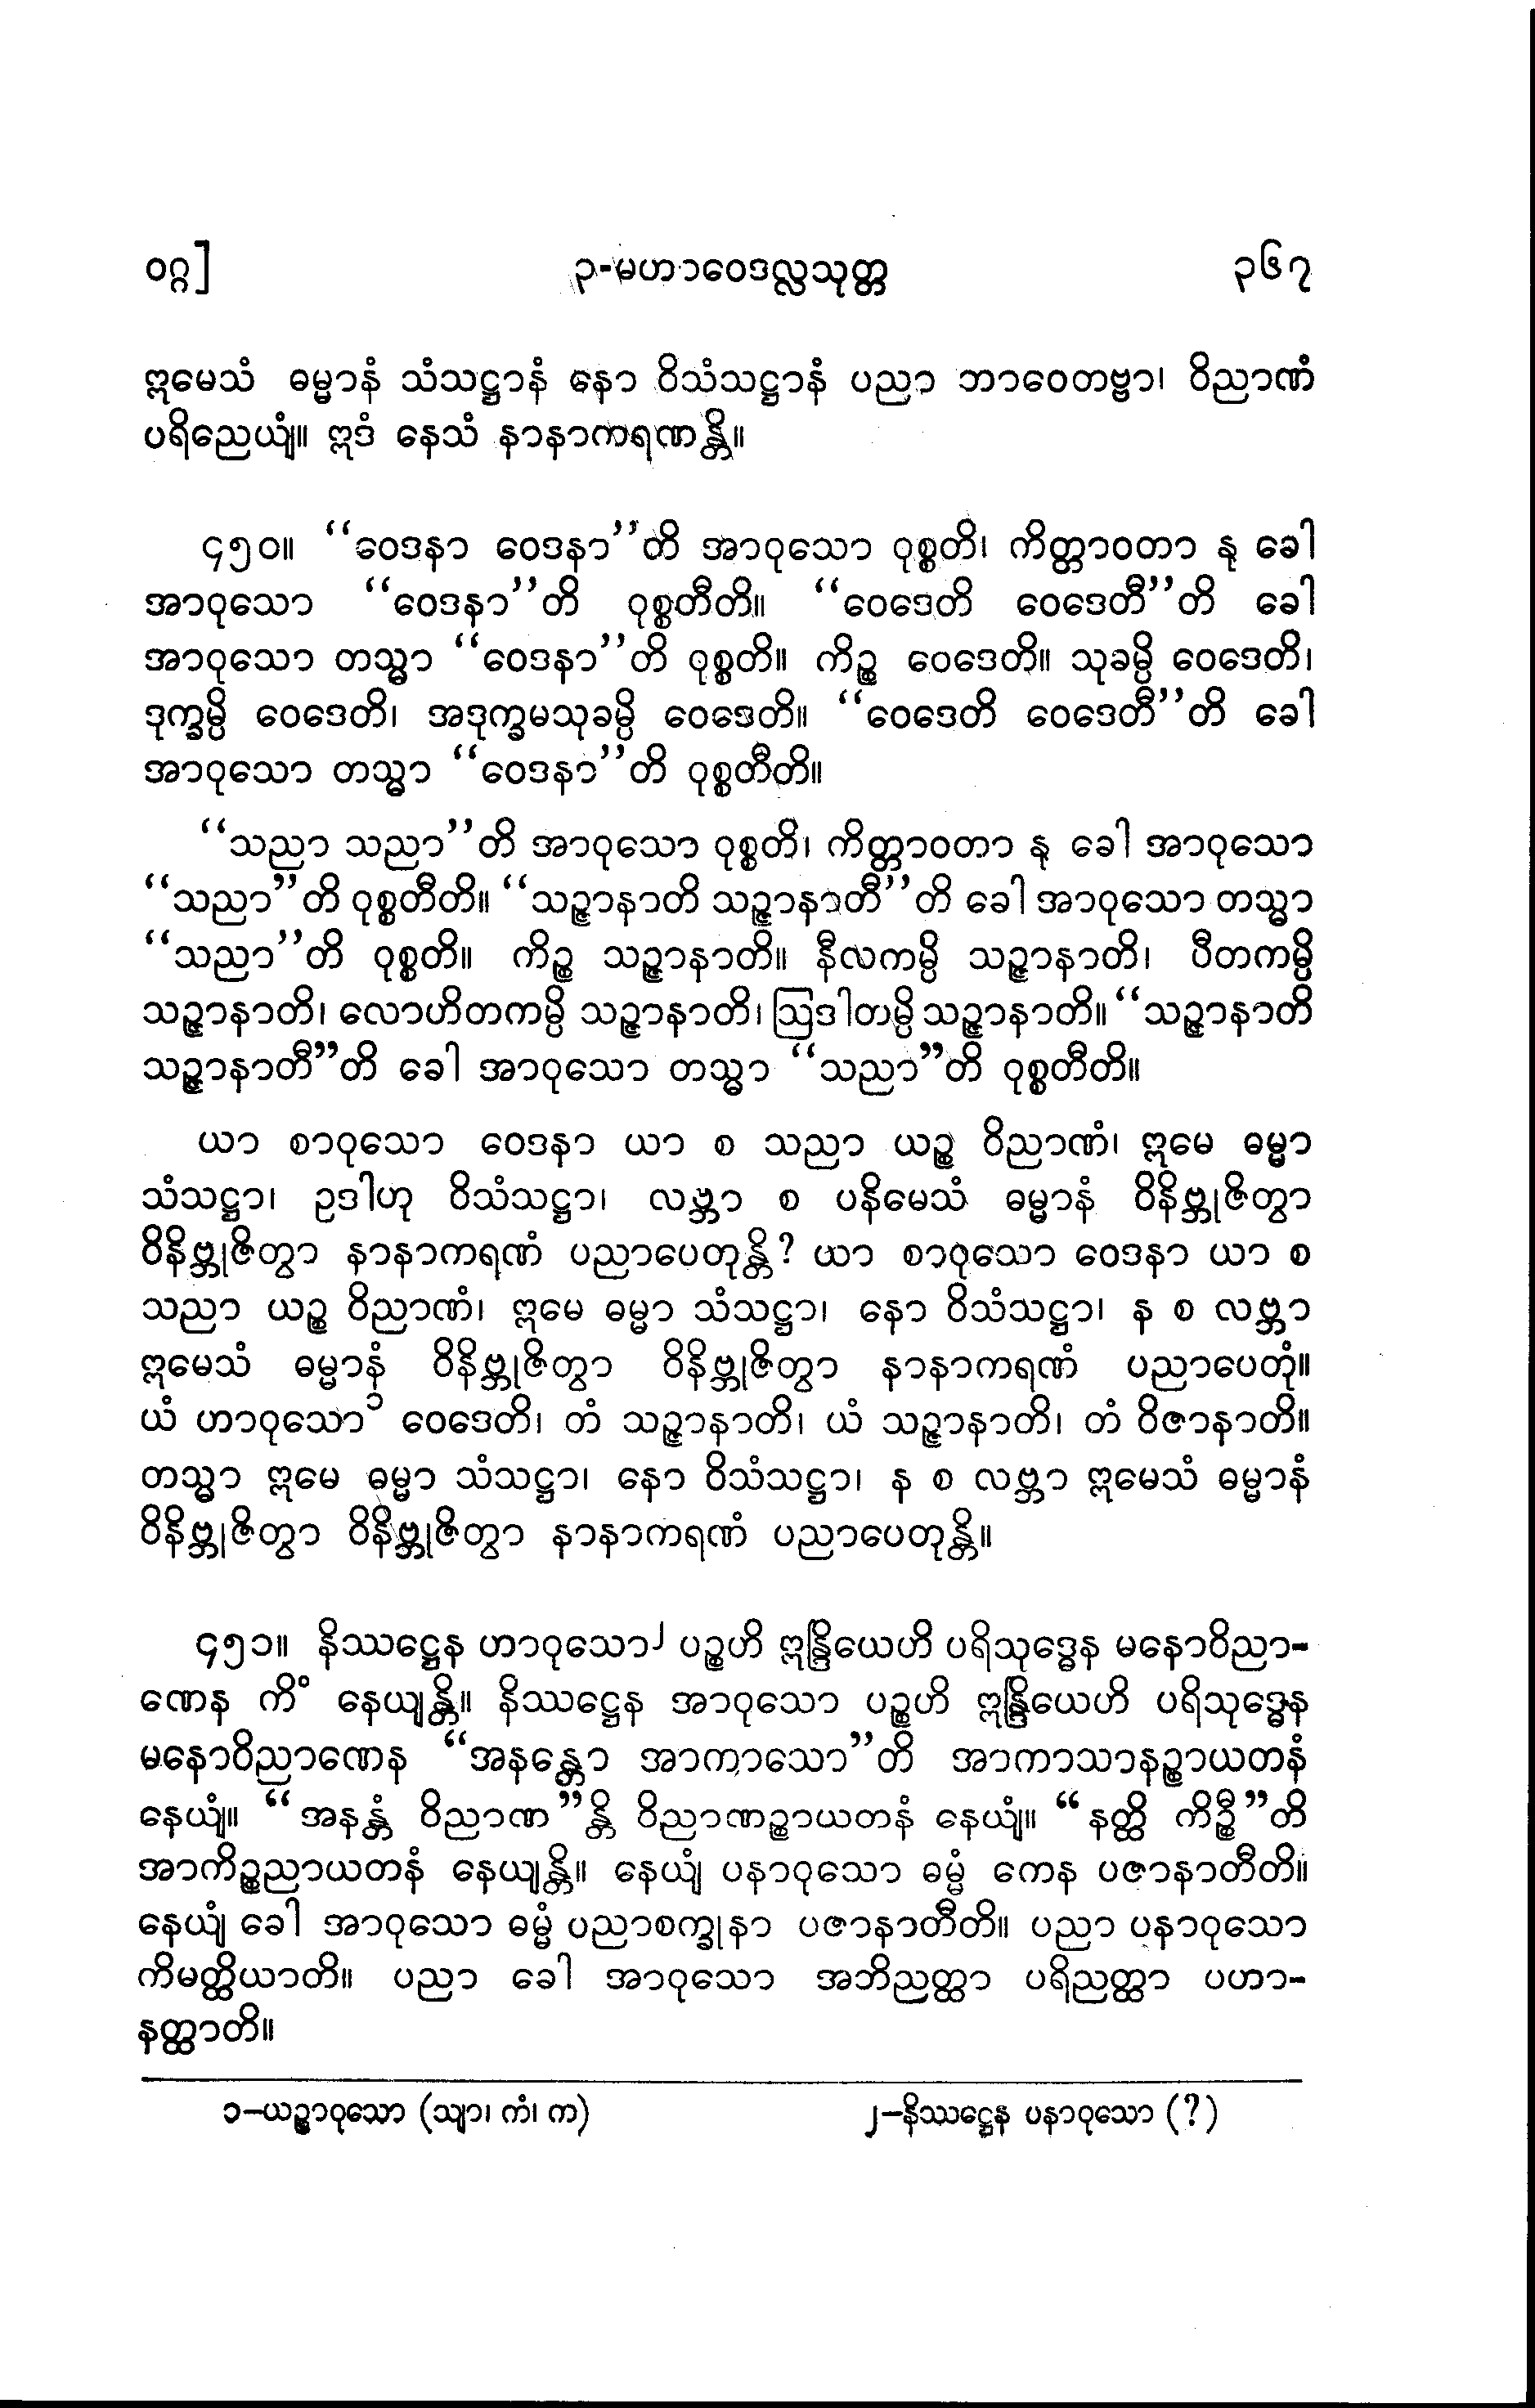 ဝဂ္ဂ]
၃-မဟာဝေဒလ္လသုတ္တ
၃၆၇
ဣမေသံ ဓမ္မာနံ သံသဋ္ဌာနံ နော ဝိသံသဋ္ဌာနံ ပညာ ဘာဝေတဗ္ဗာ၊ ဝိညာဏံ
ပရိညေယျံ။ ဣဒံ နေသံ နာနာကရဏန္တိ။
၄၅၀။ “ဝေဒနာ ဝေဒနာ”တိ အာဝုသော ဝုစ္စတိ၊ ကိတ္တာဝတာ နု ခေါ
အာဝုသော “ဝေဒနာ”တိ ဝုစ္စတီတိ။ “ဝေဒေတိ ဝေဒေတီ”တိ ခေါ
အာဝုသော တသ္မာ “ဝေဒနာ”တိ ဝုစ္စတိ။ ကိဉ္စ ဝေဒေတိ။ သုခမ္ပိ ဝေဒေတိ၊
ဒုက္ခမ္ပိ ဝေဒေတိ၊ အဒုက္ခမသုခမ္ပိ ဝေဒေတိ။ “ဝေဒေတိ ဝေဒေတီ”တိ ခေါ
အာဝုသော တသ္မာ “ဝေဒနာ”တိ ဝုစ္စတီတိ။
“သညာ သညာ”တိ အာဝုသော ဝုစ္စတိ၊ ကိတ္တာဝတာ နု ခေါ အာဝုသော
“သညာ”တိ ဝုစ္စတီတိ။ “သဉ္ဇာနာတိ သဉ္ဇာနာတီ”တိ ခေါ အာဝုသော တသ္မာ
“သညာ”တိ ဝုစ္စတိ။ ကိဉ္စ သဉ္ဇာနာတိ။ နီလကမ္ပိ သဉ္ဇာနာတိ၊ ပီတကမ္ပိ
သဉ္ဇာနာတိ၊ လောဟိတကမ္ပိ သဉ္ဇာနာတိ၊ ဩဒါတမ္ပိ သဉ္ဇာနာတိ။ “သဉ္ဇာနာတိ
သဉ္ဇာနာတီ”တိ ခေါ အာဝုသော တသ္မာ “သညာ”တိ ဝုစ္စတီတိ။
ယာ စာဝုသော ဝေဒနာ ယာ စ သညာ ယဉ္စ ဝိညာဏံ၊ ဣမေ ဓမ္မာ
သံသဋ္ဌာ၊ ဥဒါဟု ဝိသံသဋ္ဌာ၊ လဗ္ဘာ စ ပနိမေသံ ဓမ္မာနံ ဝိနိဗ္ဘုဇိတွာ
ဝိနိဗ္ဘုဇိတွာ နာနာကရဏံ ပညာပေတုန္တိ? ယာ စာဝုသော ဝေဒနာ ယာ စ
သညာ ယဉ္စ ဝိညာဏံ၊ ဣမေ ဓမ္မာ သံသဋ္ဌာ၊ နော ဝိသံသဋ္ဌာ၊ န စ လဗ္ဘာ
ဣမေသံ ဓမ္မာနံ ဝိနိဗ္ဘုဇိတွာ ဝိနိဗ္ဘုဇိတွာ နာနာကရဏံ ပညာပေတုံ။
ယံ ဟာဝုသော၁ ဝေဒေတိ၊ တံ သဉ္ဇာနာတိ၊ ယံ သဉ္ဇာနာတိ၊ တံ ဝိဇာနာတိ။
တသ္မာ ဣမေ ဓမ္မာ သံသဋ္ဌာ၊ နော ဝိသံသဋ္ဌာ၊ န စ လဗ္ဘာ ဣမေသံ ဓမ္မာနံ
ဝိနိဗ္ဘုဇိတွာ ဝိနိဗ္ဘုဇိတွာ နာနာကရဏံ ပညာပေတုန္တိ။
၄၅၁။ နိဿဋ္ဌေန ဟာဝုသော၂ ပဉ္စဟိ ဣန္ဒြိယေဟိ ပရိသုဒ္ဓေန မနောဝိညာ-
ဏေန ကိံ နေယျန္တိ။ နိဿဋ္ဌေန အာဝုသော ပဉ္စဟိ ဣန္ဒြိယေဟိ ပရိသုဒ္ဓေန
မနောဝိညာဏေန “အနန္တော အာကာသော”တိ အာကာသာနဉ္စာယတနံ
နေယျံ။ “အနန္တံ ဝိညာဏ”န္တိ ဝိညာဏဉ္စာယတနံ နေယျံ။ “နတ္ထိ ကိဉ္စီ”တိ
အာကိဉ္စညာယတနံ နေယျန္တိ။ နေယျံ ပနာဝုသော ဓမ္မံ ကေန ပဇာနာတီတိ။
နေယျံ ခေါ အာဝုသော ဓမ္မံ ပညာစက္ခုနာ ပဇာနာတီတိ။ ပညာ ပနာဝုသော
ကိမတ္ထိယာတိ။ ပညာ ခေါ အာဝုသော အဘိညတ္ထာ ပရိညတ္ထာ ပဟာ-
နတ္ထာတိ။
၁–ယဉ္စာဝုသော (သျာ၊ ကံ၊ က)
၂–နိဿဋ္ဌေန ပနာဝုသော (?)